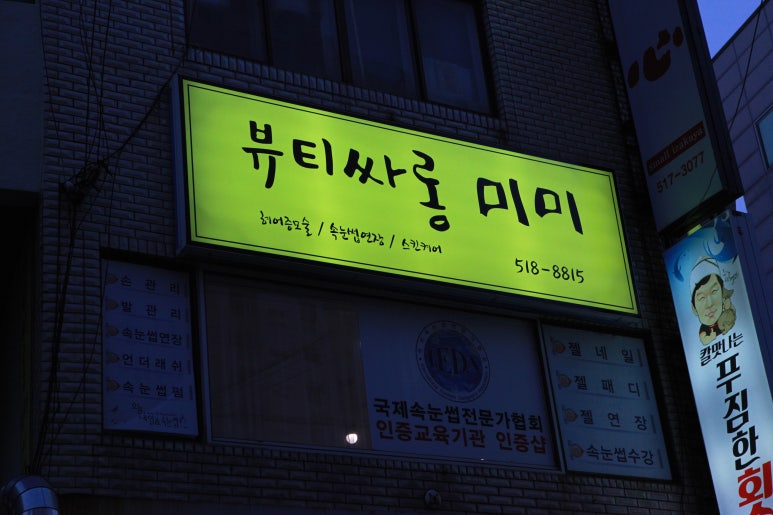 뷰티싸롱 미미
헤어증모술 / 속눈썹연장 / 스킨케어
518-8815
손관리
발관리
속눈썹연장
언더래쉬
속눈썹펌
국제속눈썹전문가협회
인증교육기관 인증샵
젤네일
젤패디
젤연장
속눈썹수강
心
small izakaya
517-3077
칼맛나는
푸짐한
회